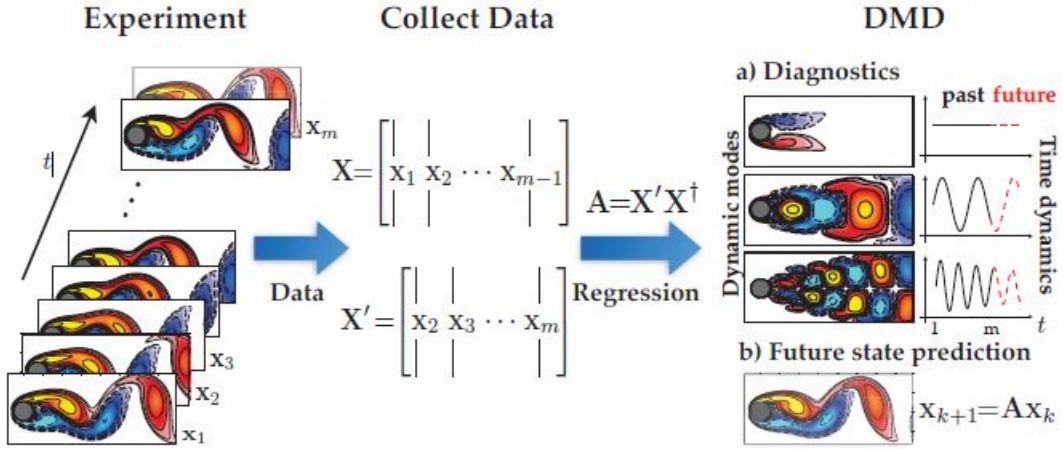 Experiment
Collect Data
DMD
t
x_m
x_3
x_2
x_1
Data
X = [x_1 x_2 ⋯ x_{m−1}]
X′ = [x_2 x_3 ⋯ x_m]
A=X′X†
Regression
a) Diagnostics
past future
Dynamic modes
Time dynamics
1 m t
b) Future state prediction
x_{k+1}=Ax_k